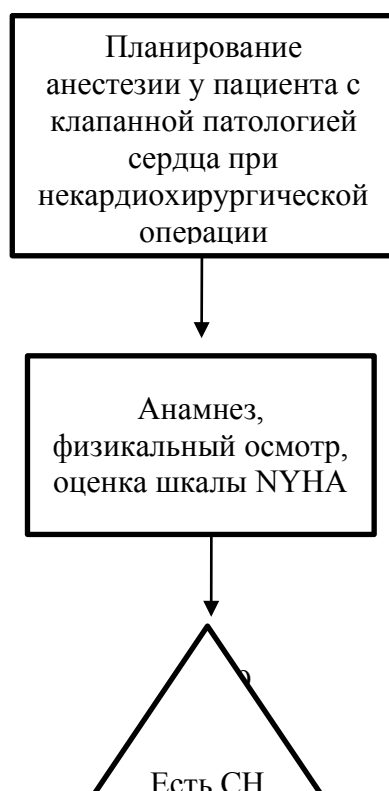 Планирование
анестезии у пациента с
клапанной патологией
сердца при
некардиохирургической
операции
Анамнез,
физикальный осмотр,
оценка шкалы NYHA
Есть СН